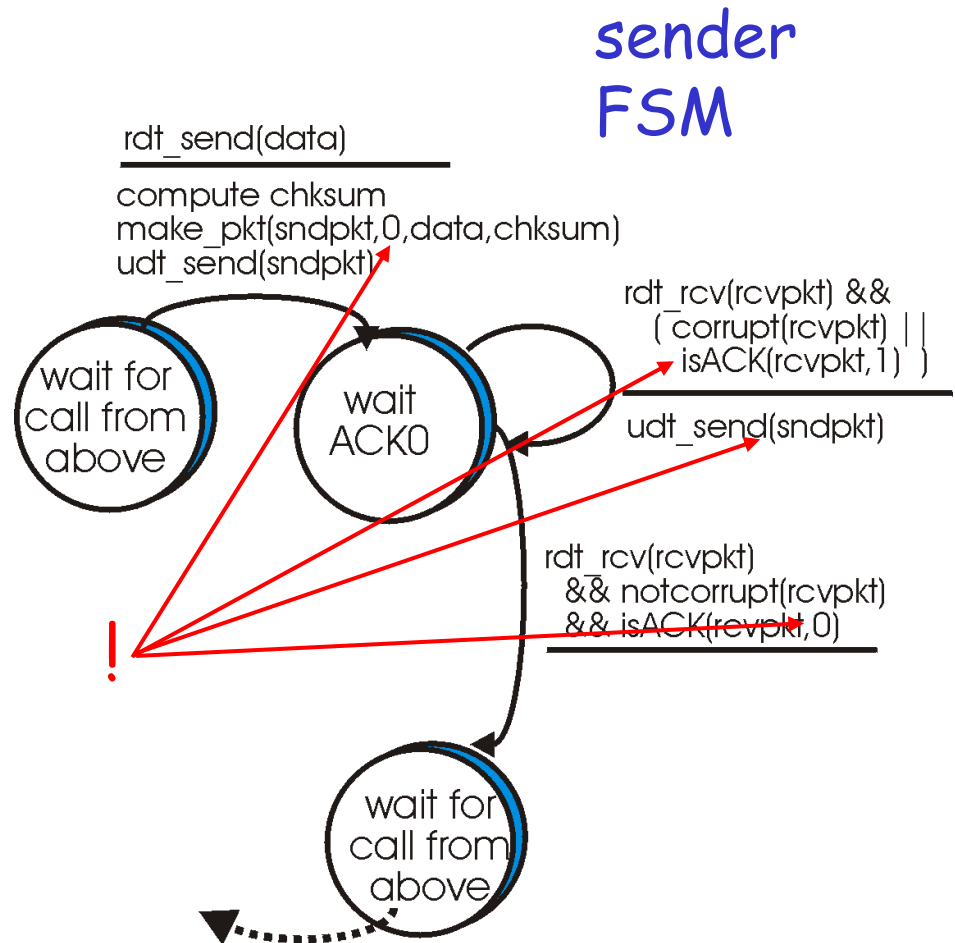 sender
FSM
rdt_send(data)
compute chksum
make_pkt(sndpkt,0,data,chksum)
udt_send(sndpkt)
rdt_rcv(rcvpkt) &&
( corrupt(rcvpkt) ||
isACK(rcvpkt,1) )
udt_send(sndpkt)
wait for
call from
above
wait
ACK0
rdt_rcv(rcvpkt)
&& notcorrupt(rcvpkt)
&& isACK(rcvpkt,0)
!
wait for
call from
above